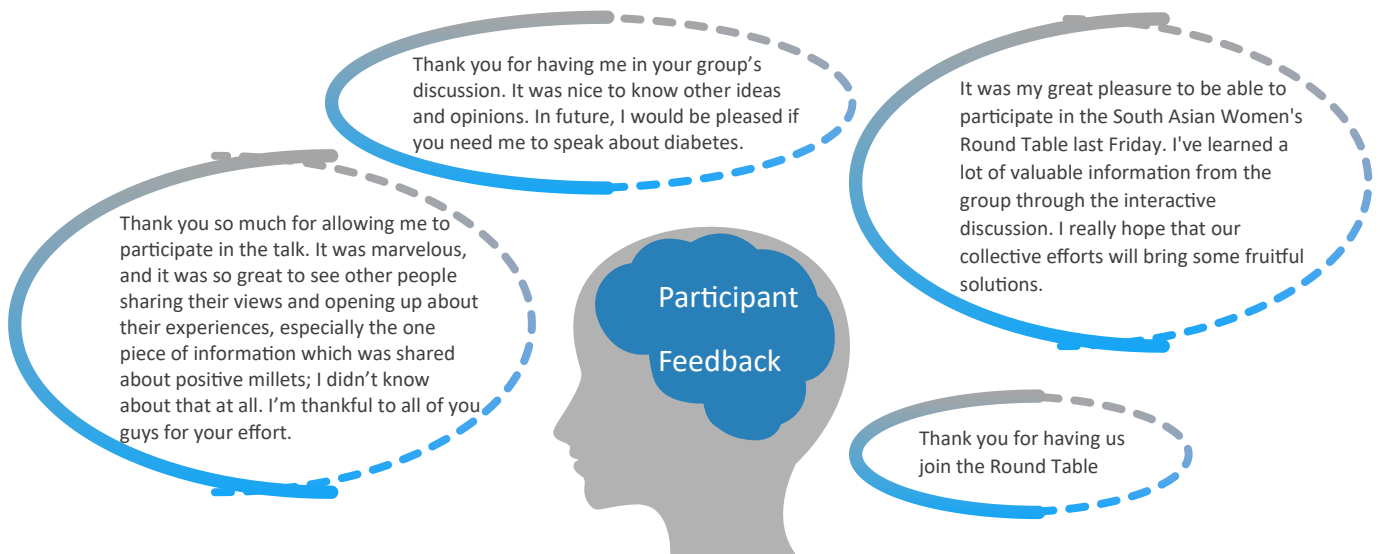 Thank you for having me in your group's
discussion. It was nice to know other ideas
and opinions. In future, I would be pleased if
you need me to speak about diabetes.
It was my great pleasure to be able to
participate in the South Asian Women's
Round Table last Friday. I've learned a
lot of valuable information from the
group through the interactive
discussion. I really hope that our
collective efforts will bring some fruitful
solutions.
Thank you so much for allowing me to
participate in the talk. It was marvelous,
and it was so great to see other people
sharing their views and opening up about
their experiences, especially the one
piece of information which was shared
about positive millets; I didn't know
about that at all. I'm thankful to all of you
guys for your effort.
Participant
Feedback
Thank you for having us
join the Round Table